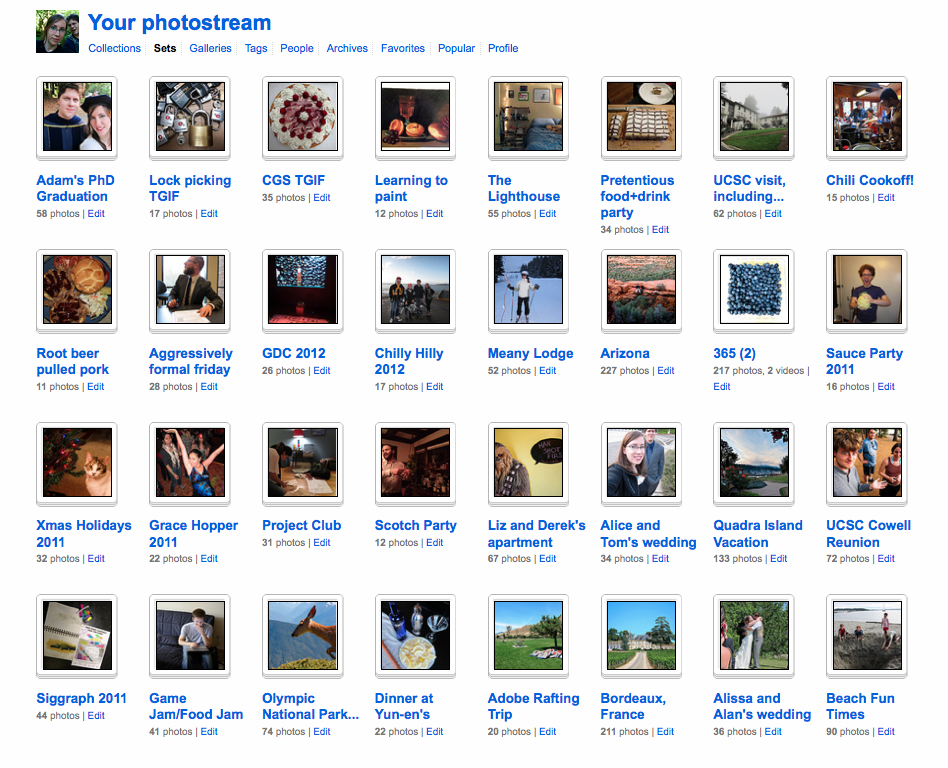 Your photostream
Collections Sets Galleries Tags People Archives Favorites Popular Profile
Adam's PhD
Graduation
58 photos | Edit
Lock picking
TGIF
17 photos | Edit
CGS TGIF
35 photos | Edit
Learning to
paint
12 photos | Edit
The
Lighthouse
55 photos | Edit
Pretentious
food+drink
party
34 photos | Edit
UCSC visit,
including...
62 photos | Edit
Chili Cookoff!
15 photos | Edit
Root beer
pulled pork
11 photos | Edit
Aggressively
formal friday
28 photos | Edit
GDC 2012
26 photos | Edit
Chilly Hilly
2012
17 photos | Edit
Meany Lodge
52 photos | Edit
Arizona
227 photos | Edit
365 (2)
217 photos, 2 videos |
Edit
Sauce Party
2011
16 photos | Edit
Xmas Holidays
2011
32 photos | Edit
Grace Hopper
2011
22 photos | Edit
Project Club
31 photos | Edit
Scotch Party
12 photos | Edit
HAN
SHOT
FIRST
Liz and Derek's
apartment
67 photos | Edit
Alice and
Tom's wedding
34 photos | Edit
Quadra Island
Vacation
133 photos | Edit
UCSC Cowell
Reunion
72 photos | Edit
Siggraph 2011
44 photos | Edit
Game
Jam/Food Jam
41 photos | Edit
Olympic
National Park...
74 photos | Edit
Dinner at
Yun-en's
22 photos | Edit
Adobe Rafting
Trip
20 photos | Edit
Bordeaux,
France
211 photos | Edit
Alissa and
Alan's wedding
36 photos | Edit
Beach Fun
Times
90 photos | Edit